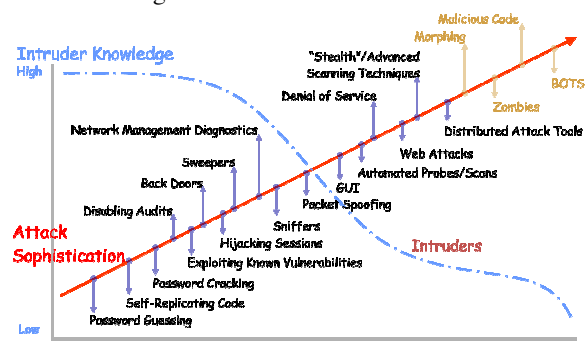 Malicious Code
Morphing
Intruder Knowledge
High
"Stealth"/Advanced
Scanning Techniques
BOTS
Zombies
Denial of Service
Distributed Attack Tools
Network Management Diagnostics
Web Attacks
Sweepers
Automated Probes/Scans
Back Doors
GUI
Packet Spoofing
Disabling Audits
Sniffers
Attack
Sophistication
Hijacking Sessions
Intruders
Exploiting Known Vulnerabilities
Password Cracking
Self-Replicating Code
Password Guessing
Low